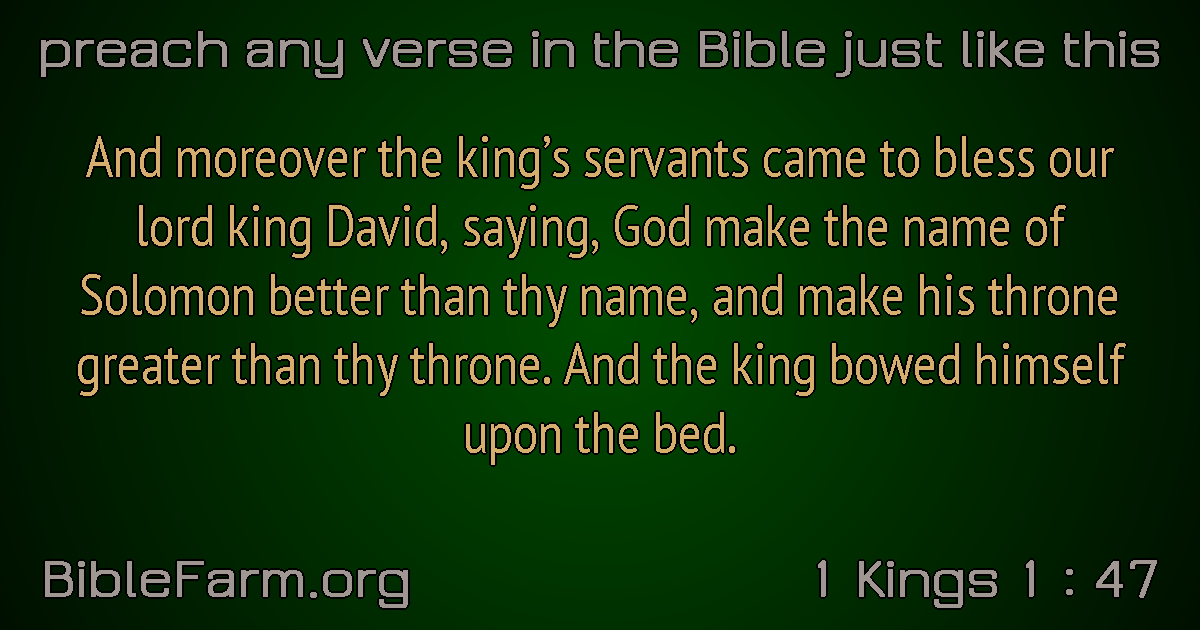 preach any verse in the Bible just like this
And moreover the king’s servants came to bless our
lord king David, saying, God make the name of
Solomon better than thy name, and make his throne
greater than thy throne. And the king bowed himself
upon the bed.
BibleFarm.org
1 Kings 1 : 47